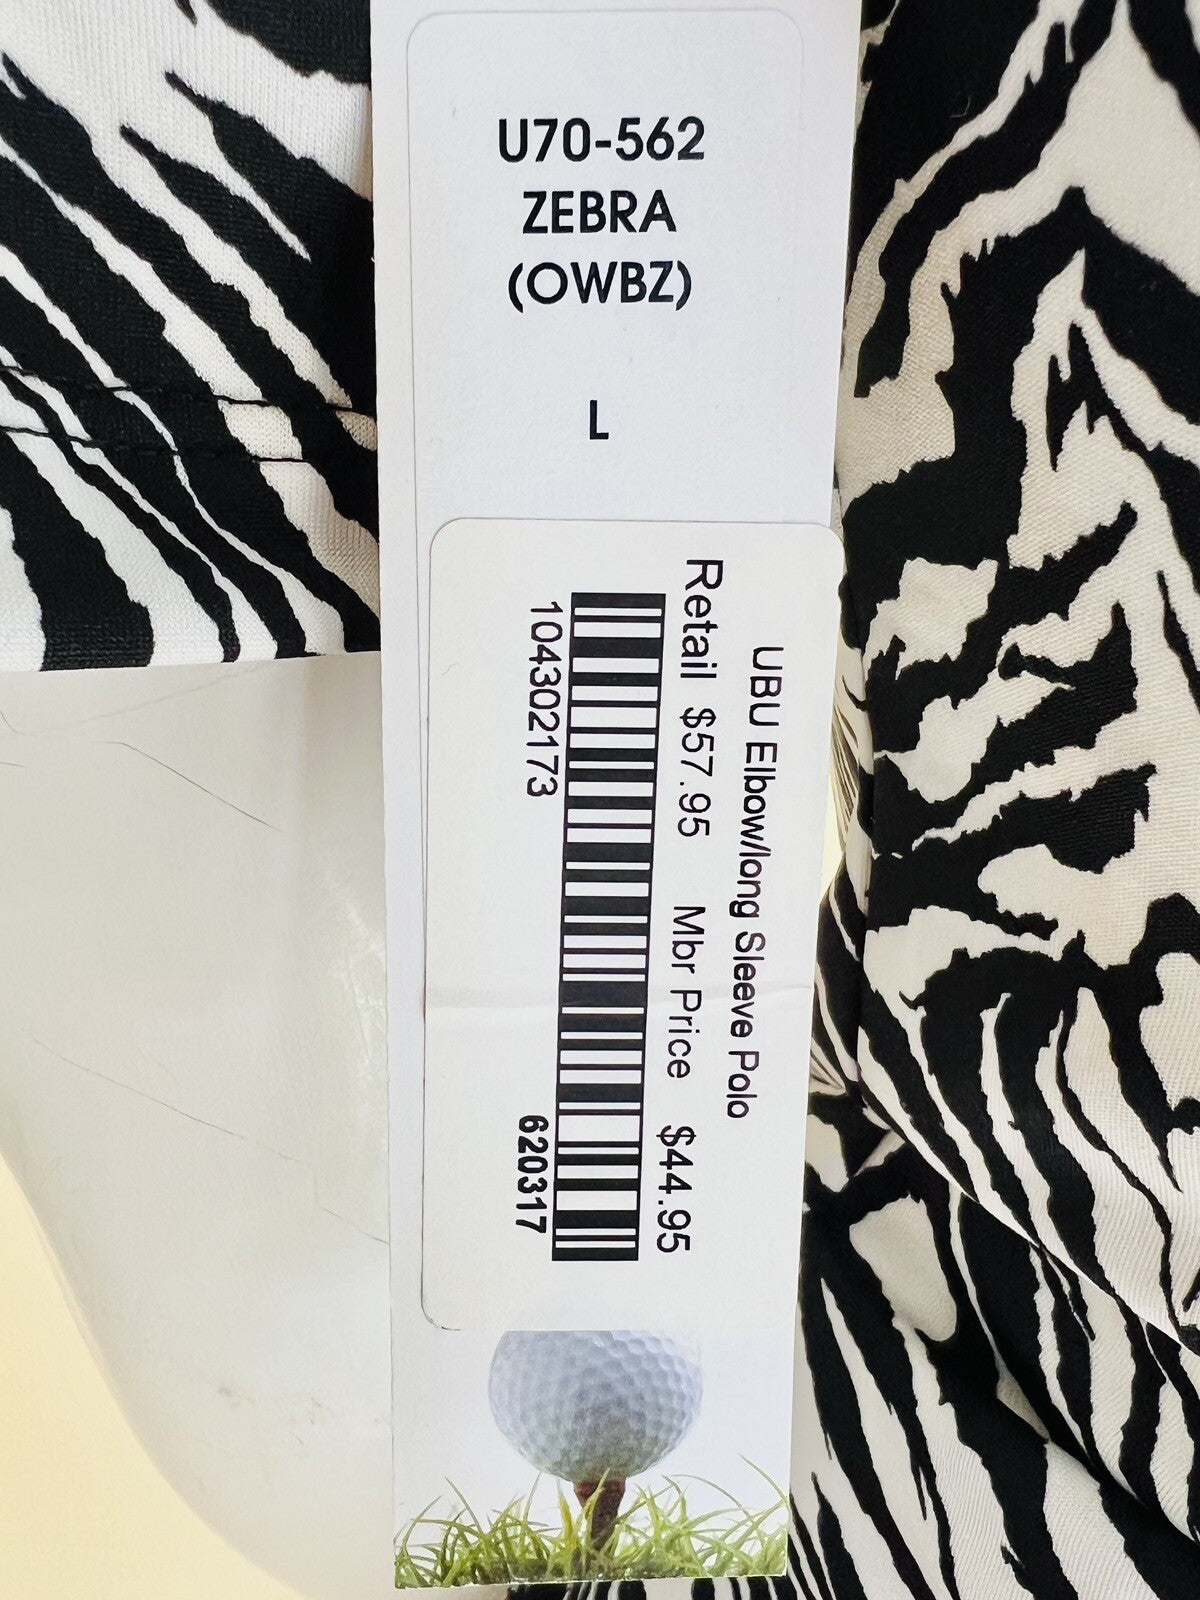 U70-562
ZEBRA
(OWBZ)
L
UBU Elbow/long Sleeve Polo
Retail $57.95 Mbr Price $44.95
104302173
620317